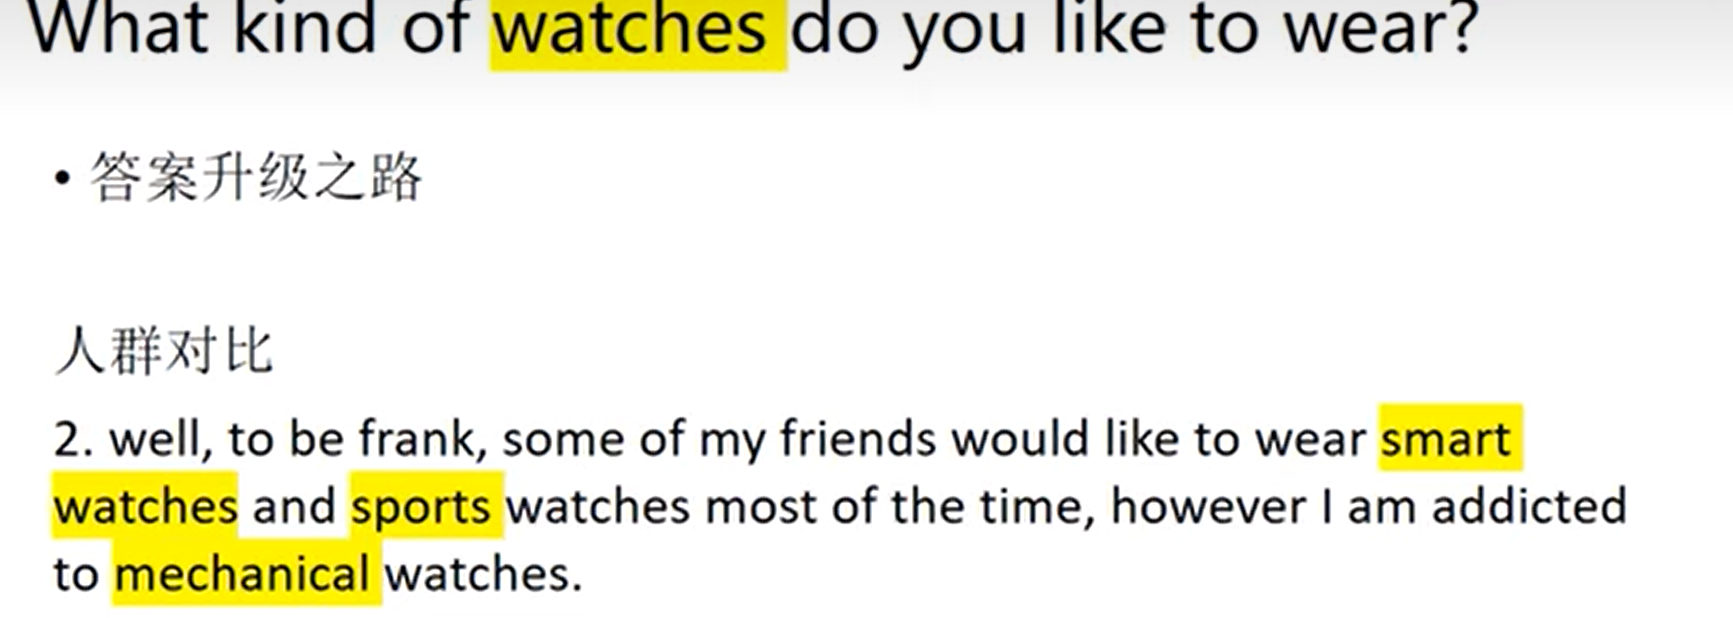 What kind of watches do you like to wear?
• 答案升级之路
人群对比
2. well, to be frank, some of my friends would like to wear smart
watches and sports watches most of the time, however I am addicted
to mechanical watches.